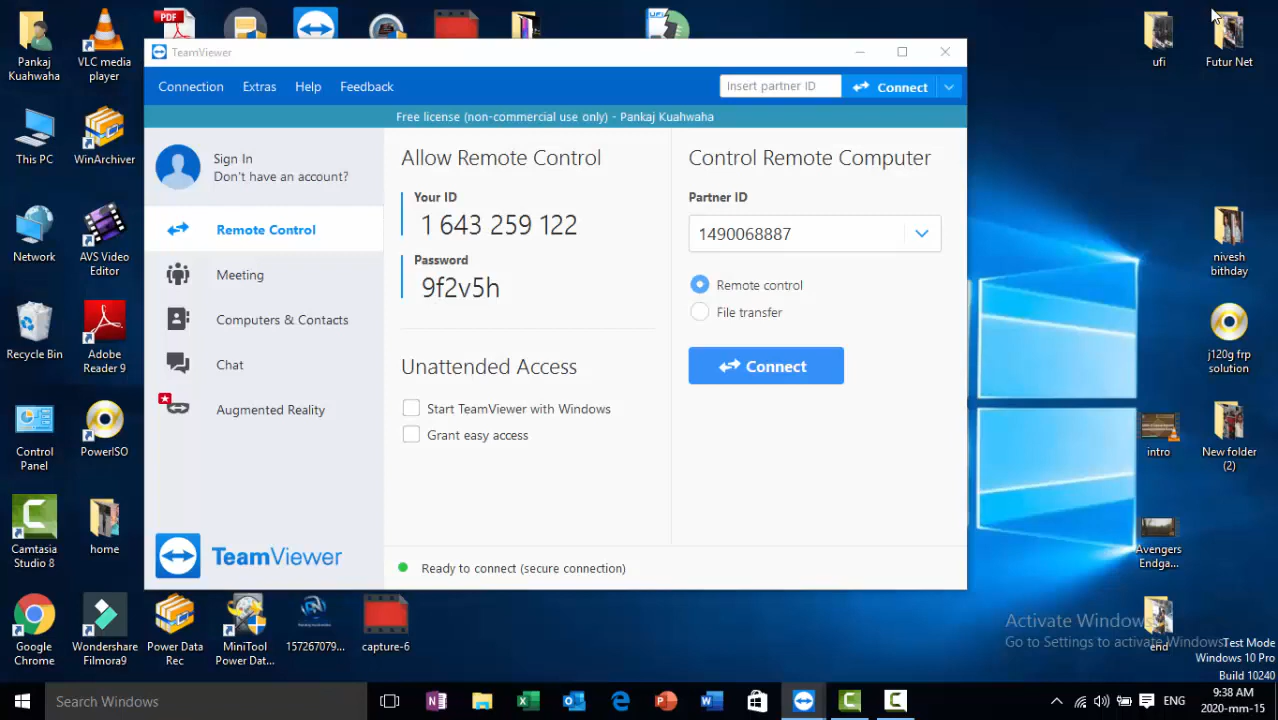 Pankaj
Kuahwaha
VLC media
player
ufi
Futur Net
TeamViewer
Connection
Extras
Help
Feedback
Insert partner ID
Connect
Free license (non-commercial use only) - Pankaj Kuahwaha
Sign In
Don't have an account?
Remote Control
Meeting
Computers & Contacts
Chat
Augmented Reality
TeamViewer
Allow Remote Control
Your ID
1 643 259 122
Password
9f2v5h
Unattended Access
Start TeamViewer with Windows
Grant easy access
Control Remote Computer
Partner ID
1490068887
Remote control
File transfer
Connect
Ready to connect (secure connection)
This PC
WinArchiver
Network
AVS Video
Editor
Recycle Bin
Adobe
Reader 9
Control
Panel
PowerISO
Camtasia
Studio 8
home
Google
Chrome
Wondershare
Filmora9
Power Data
Rec
MiniTool
Power Dat...
157267079...
capture-6
nivesh
bithday
j120g frp
solution
intro
New folder
(2)
Avengers
Endga...
end
Activate Windows
Go to Settings to activate Windows.
Test Mode
Windows 10 Pro
Build 10240
Search Windows
ENG
9:38 AM
2020-mm-15